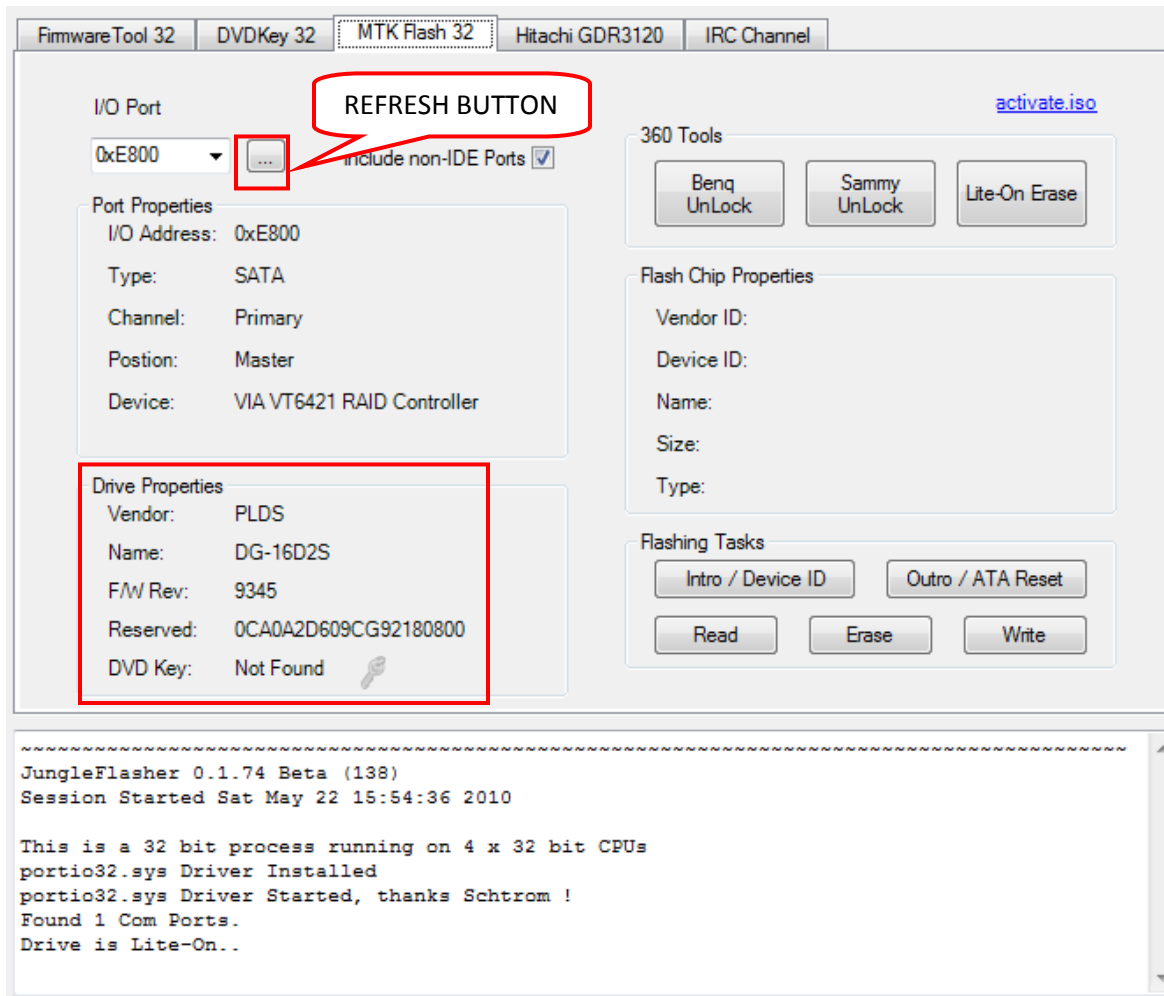 FirmwareTool 32
DVDKey 32
MTK Flash 32
Hitachi GDR3120
IRC Channel
REFRESH BUTTON
activate.iso
I/O Port
0xE800
...
Include non-IDE Ports
Port Properties
I/O Address: 0xE800
Type: SATA
Channel: Primary
Postion: Master
Device: VIA VT6421 RAID Controller
Drive Properties
Vendor: PLDS
Name: DG-16D2S
F/W Rev: 9345
Reserved: 0CA0A2D609CG92180800
DVD Key: Not Found
360 Tools
Benq
UnLock
Sammy
UnLock
Lite-On Erase
Flash Chip Properties
Vendor ID:
Device ID:
Name:
Size:
Type:
Flashing Tasks
Intro / Device ID
Outro / ATA Reset
Read
Erase
Write
~~~~~~~~~~~~~~~~~~~~~~~~~~~~~~~~~~~~~~~~~~~~~~~~~~~~~~~~~~~~~~~~~~~~~~~~~~~~~~~~~~~~~~~~~~~
JungleFlasher 0.1.74 Beta (138)
Session Started Sat May 22 15:54:36 2010
This is a 32 bit process running on 4 x 32 bit CPUs
portio32.sys Driver Installed
portio32.sys Driver Started, thanks Schtrom !
Found 1 Com Ports.
Drive is Lite-On..